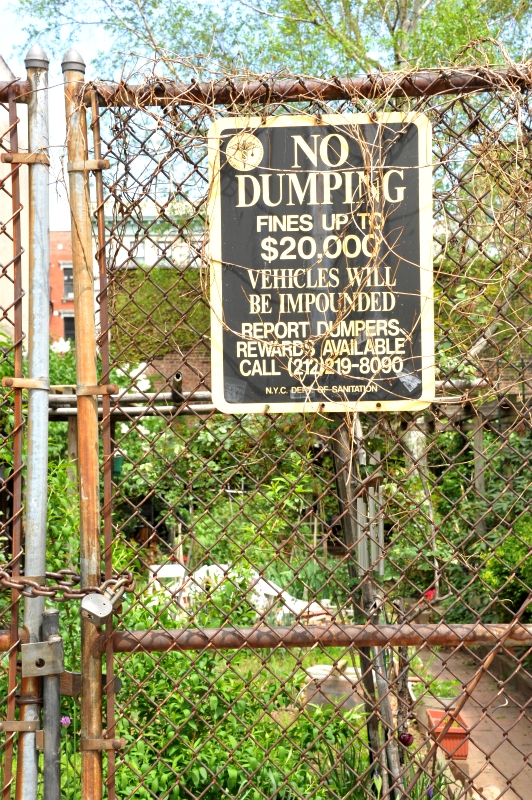 NO
DUMPING
FINES UP TO
$20,000
VEHICLES WILL
BE IMPOUNDED
REPORT DUMPERS
REWARDS AVAILABLE
CALL (212)219-8090
N.Y.C. DEPT. OF SANITATION